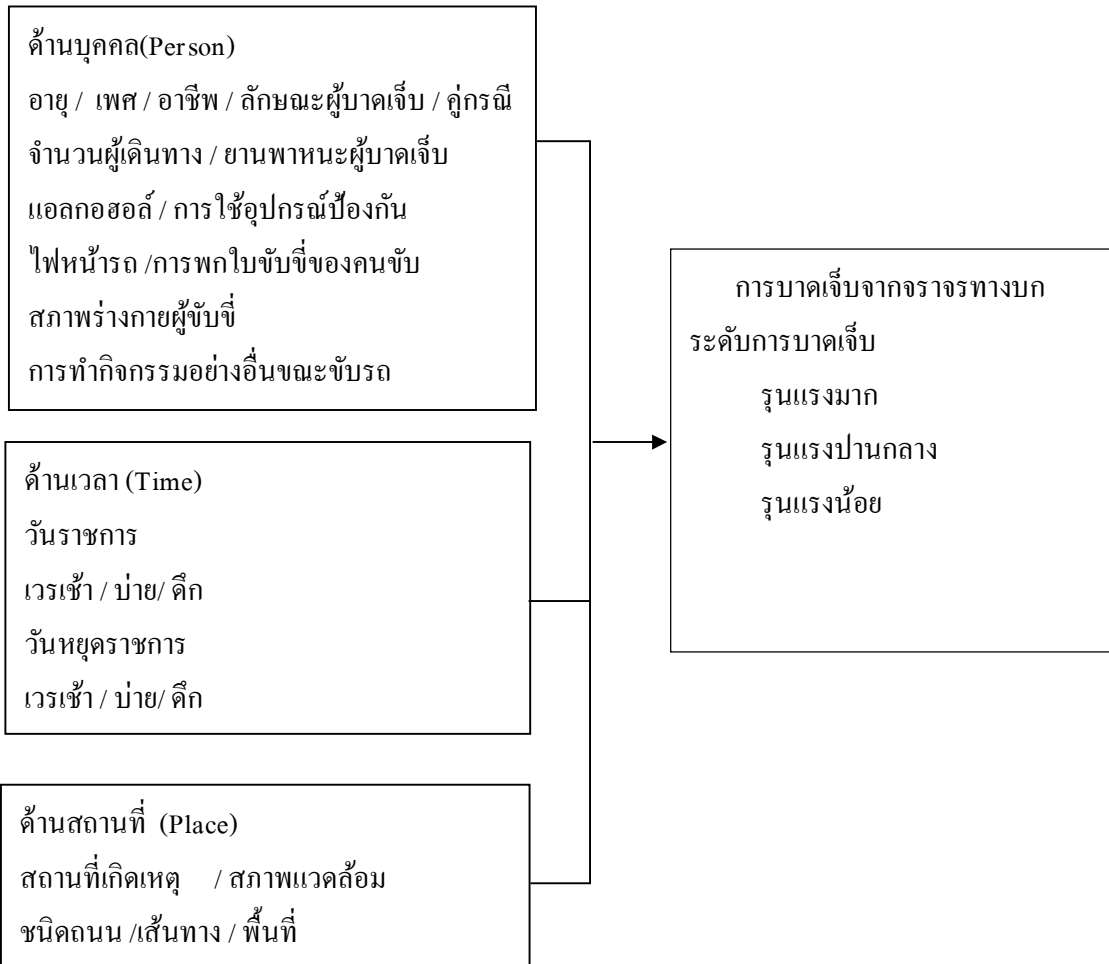 ด้านบุคคล(Person)
อายุ / เพศ / อาชีพ / ลักษณะผู้บาดเจ็บ / คู่กรณี
จำนวนผู้เดินทาง / ยานพาหนะผู้บาดเจ็บ
แอลกอฮอล์ / การใช้อุปกรณ์ป้องกัน
ไฟหน้ารถ /การพกใบขับขี่ของคนขับ
สภาพร่างกายผู้ขับขี่
การทำกิจกรรมอย่างอื่นขณะขับรถ
ด้านเวลา (Time)
วันราชการ
เวรเช้า / บ่าย/ ดึก
วันหยุดราชการ
เวรเช้า / บ่าย/ ดึก
ด้านสถานที่ (Place)
สถานที่เกิดเหตุ / สภาพแวดล้อม
ชนิดถนน /เส้นทาง / พื้นที่
การบาดเจ็บจากจราจรทางบก
ระดับการบาดเจ็บ
รุนแรงมาก
รุนแรงปานกลาง
รุนแรงน้อย